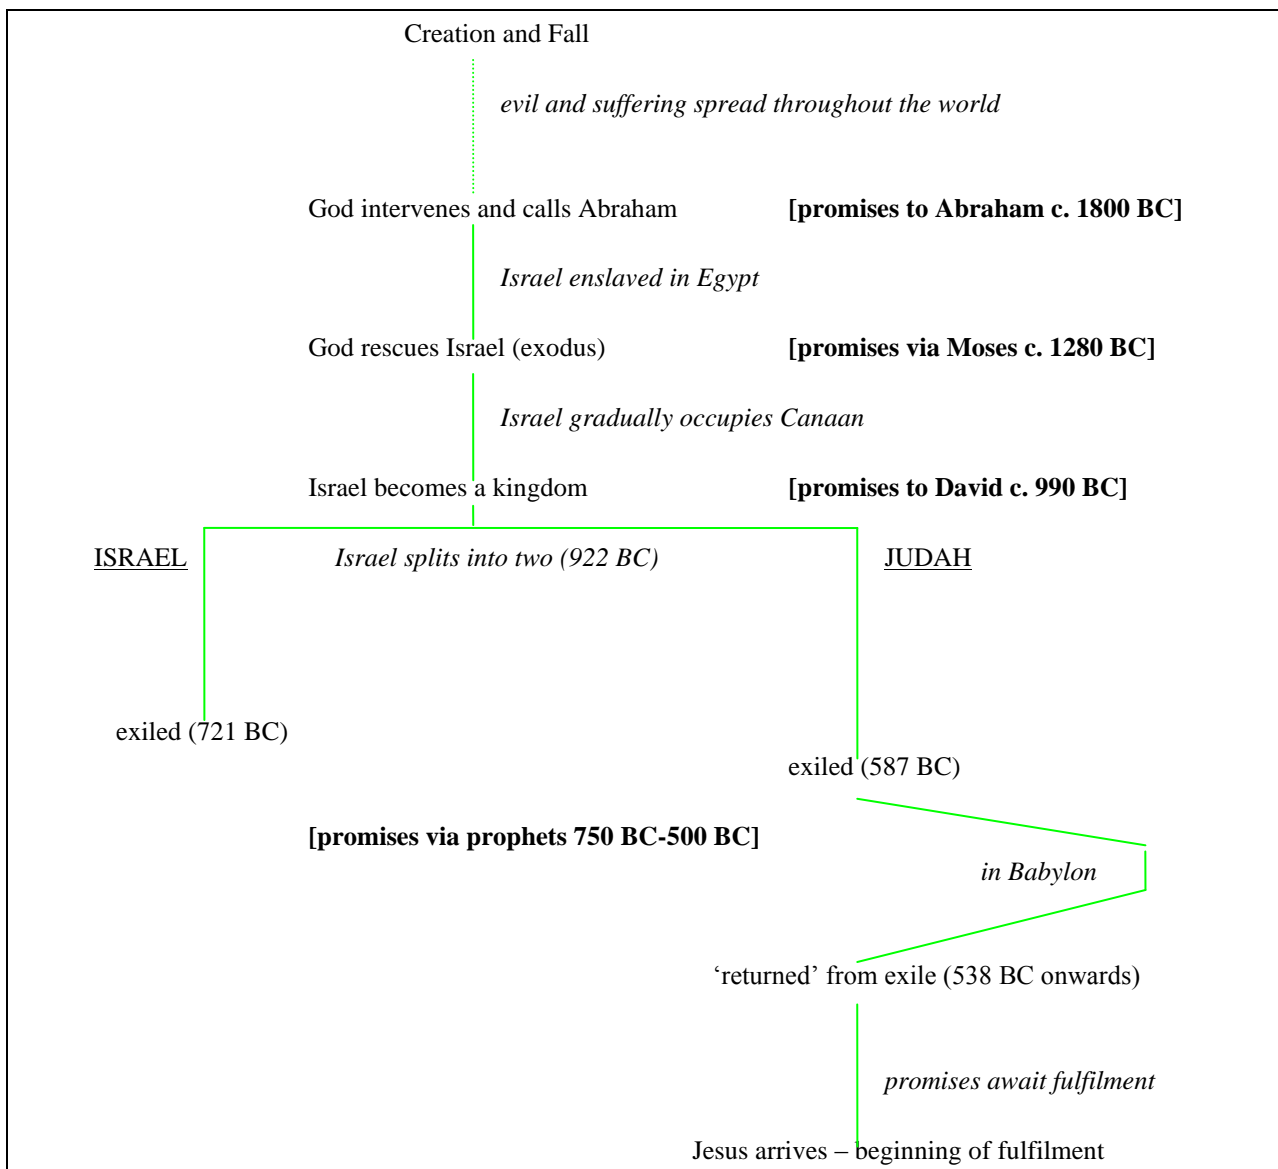 Creation and Fall
evil and suffering spread throughout the world
God intervenes and calls Abraham [promises to Abraham c. 1800 BC]
Israel enslaved in Egypt
God rescues Israel (exodus) [promises via Moses c. 1280 BC]
Israel gradually occupies Canaan
Israel becomes a kingdom [promises to David c. 990 BC]
ISRAEL Israel splits into two (922 BC) JUDAH
exiled (721 BC)
exiled (587 BC)
[promises via prophets 750 BC-500 BC]
in Babylon
‘returned’ from exile (538 BC onwards)
promises await fulfilment
Jesus arrives – beginning of fulfilment